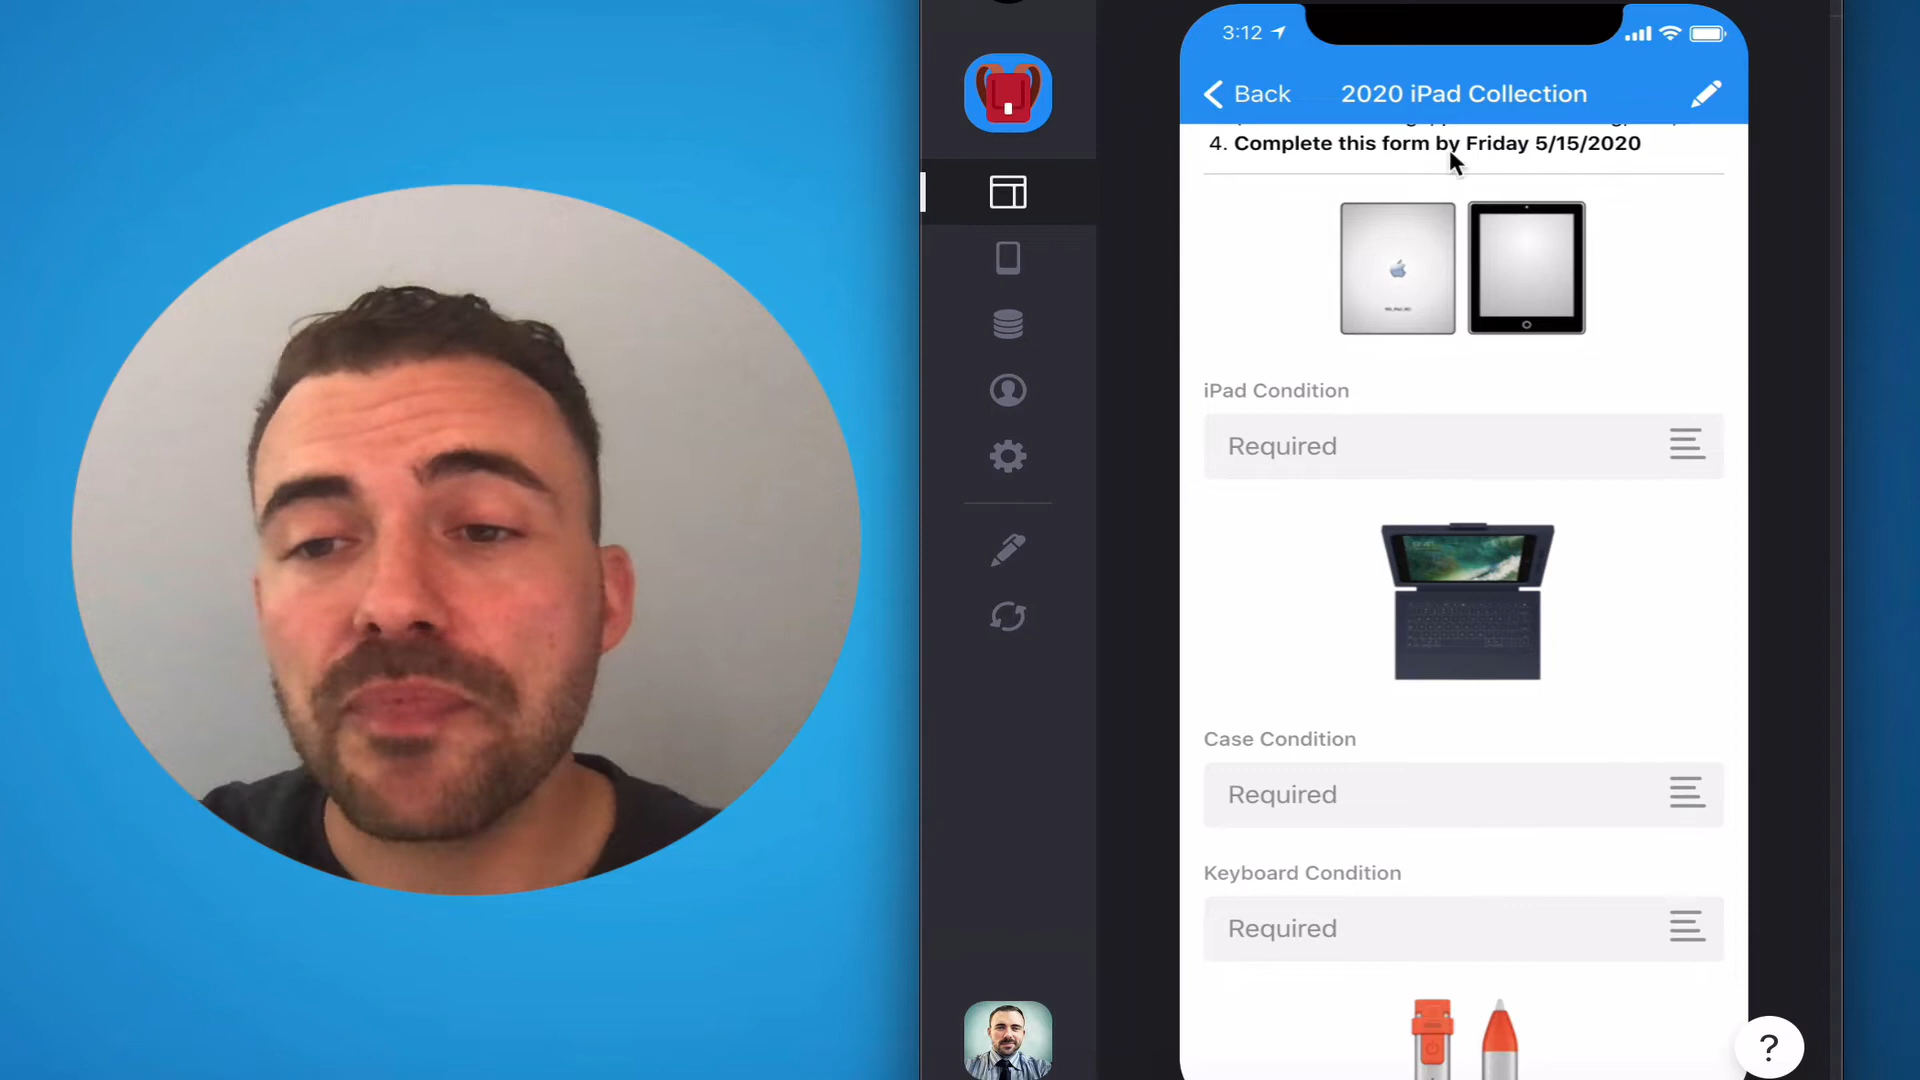 3:12
Back
2020 iPad Collection
4. Complete this form by Friday 5/15/2020
iPad Condition
Required
Case Condition
Required
Keyboard Condition
Required
?